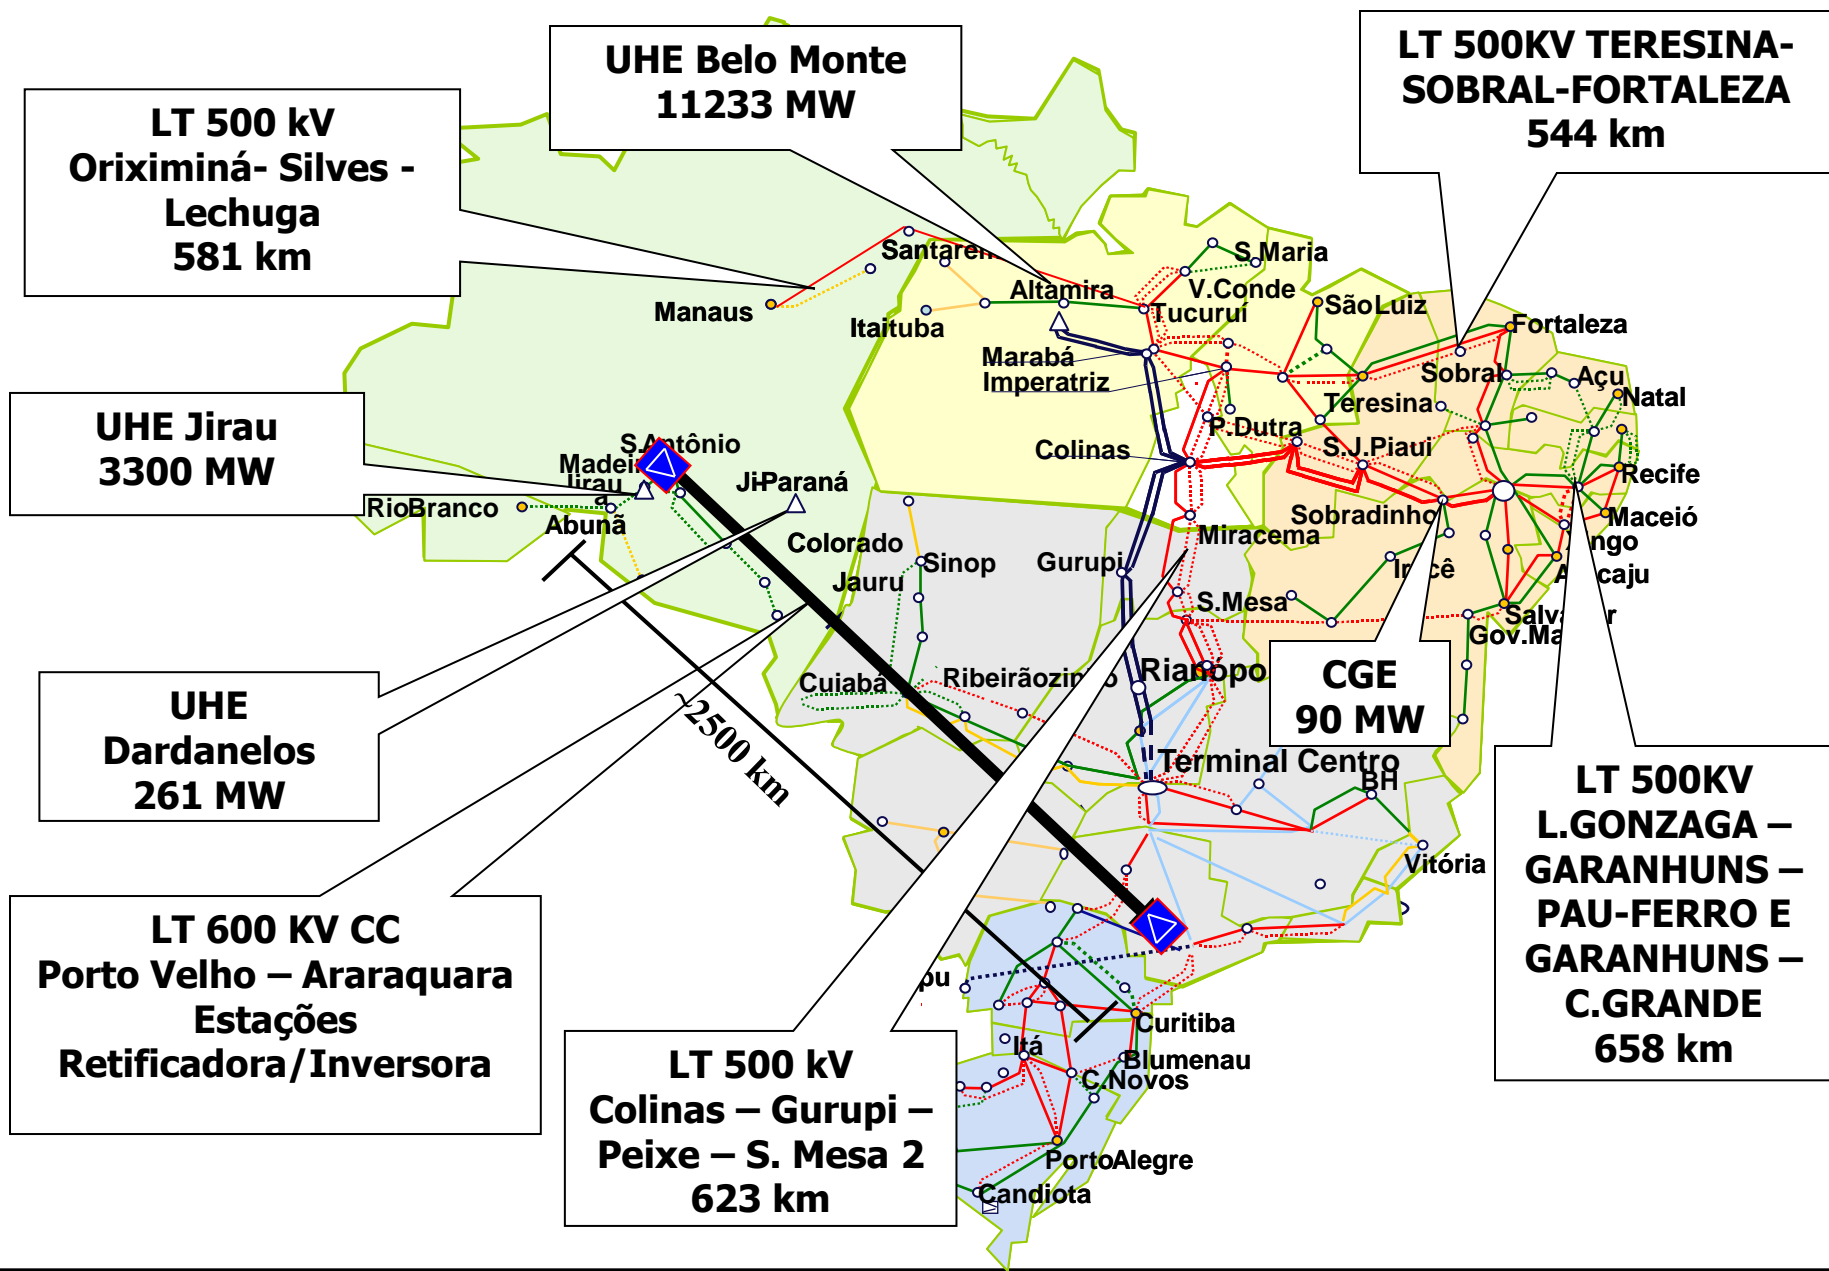 UHE Belo Monte
11233 MW
LT 500KV TERESINA-
SOBRAL-FORTALEZA
544 km
LT 500 kV
Oriximiná- Silves -
Lechuga
581 km
UHE Jirau
3300 MW
UHE
Dardanelos
261 MW
LT 600 KV CC
Porto Velho – Araraquara
Estações
Retificadora/Inversora
LT 500 kV
Colinas – Gurupi –
Peixe – S. Mesa 2
623 km
CGE
90 MW
LT 500KV
L.GONZAGA –
GARANHUNS –
PAU-FERRO E
GARANHUNS –
C.GRANDE
658 km
S.Maria
V.Conde
Altamira
Tucuruí
Manaus
Itaituba
SãoLuiz
Fortaleza
Marabá
Imperatriz
Sobral
Açu
Natal
Teresina
P.Dutra
S.J.Piaui
Colinas
Recife
S.Antônio
Ji-Paraná
RioBranco
Abunã
Sobradinho
Maceió
Miracema
Colorado
Sinop
Jauru
Gurupi
S.Mesa
Cuiabá
Rianópo
~2500 km
Terminal Centro
BH
Vitória
Curitiba
Itá
Blumenau
C.Novos
PortoAlegre
Candiota